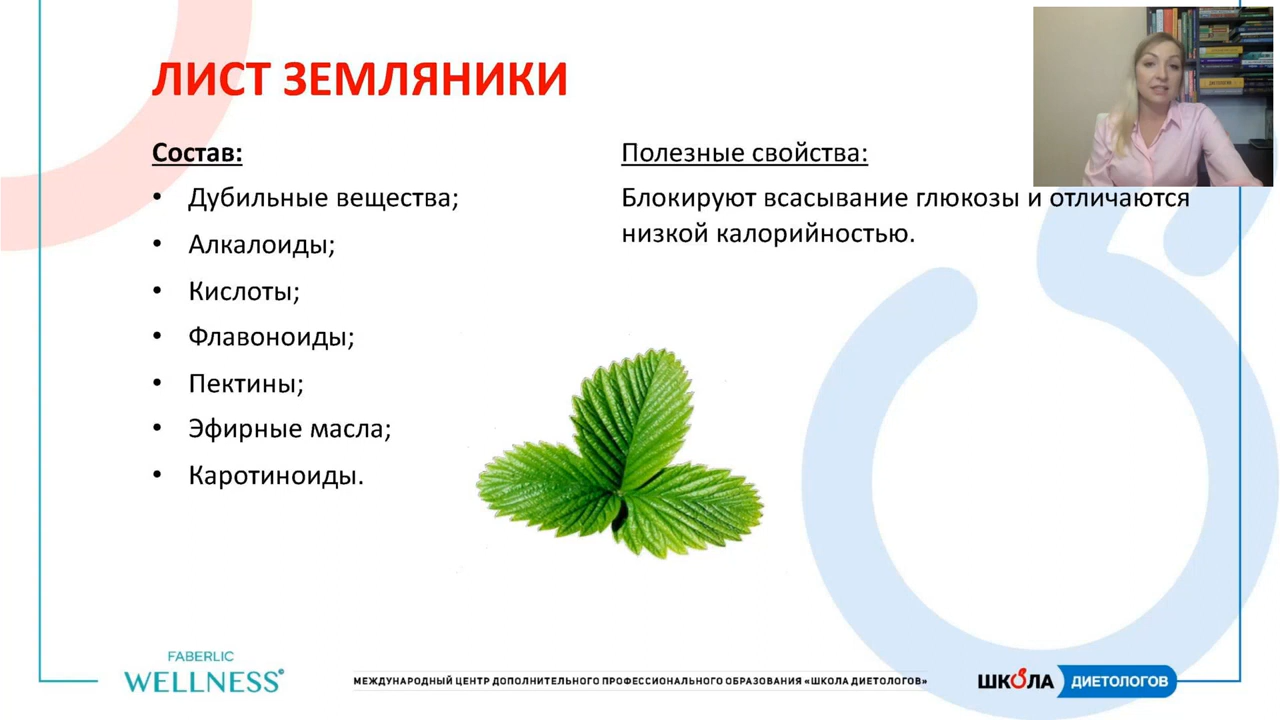 ЛИСТ ЗЕМЛЯНИКИ
Состав:
• Дубильные вещества;
• Алкалоиды;
• Кислоты;
• Флавоноиды;
• Пектины;
• Эфирные масла;
• Каротиноиды.
Полезные свойства:
Блокируют всасывание глюкозы и отличаются
низкой калорийностью.
FABERLIC
WELLNESS
МЕЖДУНАРОДНЫЙ ЦЕНТР ДОПОЛНИТЕЛЬНОГО ПРОФЕССИОНАЛЬНОГО ОБРАЗОВАНИЯ «ШКОЛА ДИЕТОЛОГОВ»
ШКОЛА ДИЕТОЛОГОВ